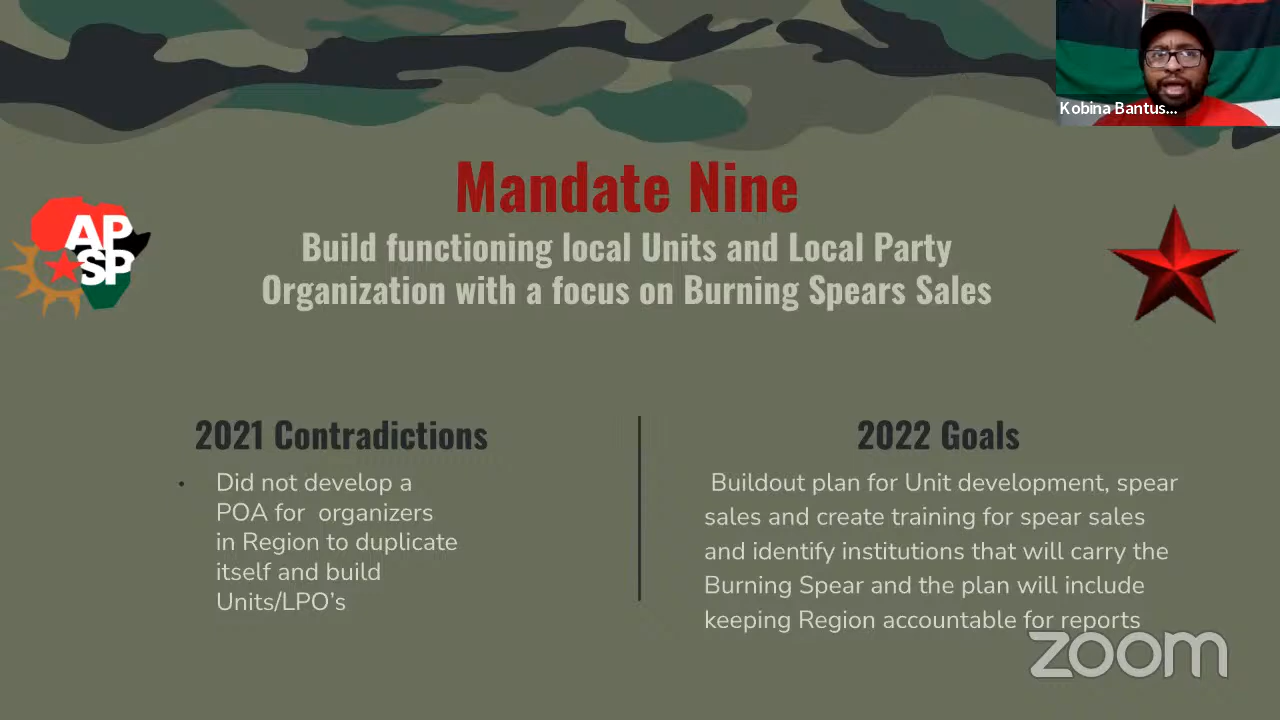 Kobina Bantus...
Mandate Nine
Build functioning local Units and Local Party
Organization with a focus on Burning Spears Sales
AP
SP
2021 Contradictions
• Did not develop a
POA for organizers
in Region to duplicate
itself and build
Units/LPO’s
2022 Goals
Buildout plan for Unit development, spear
sales and create training for spear sales
and identify institutions that will carry the
Burning Spear and the plan will include
keeping Region accountable for reports
zoom